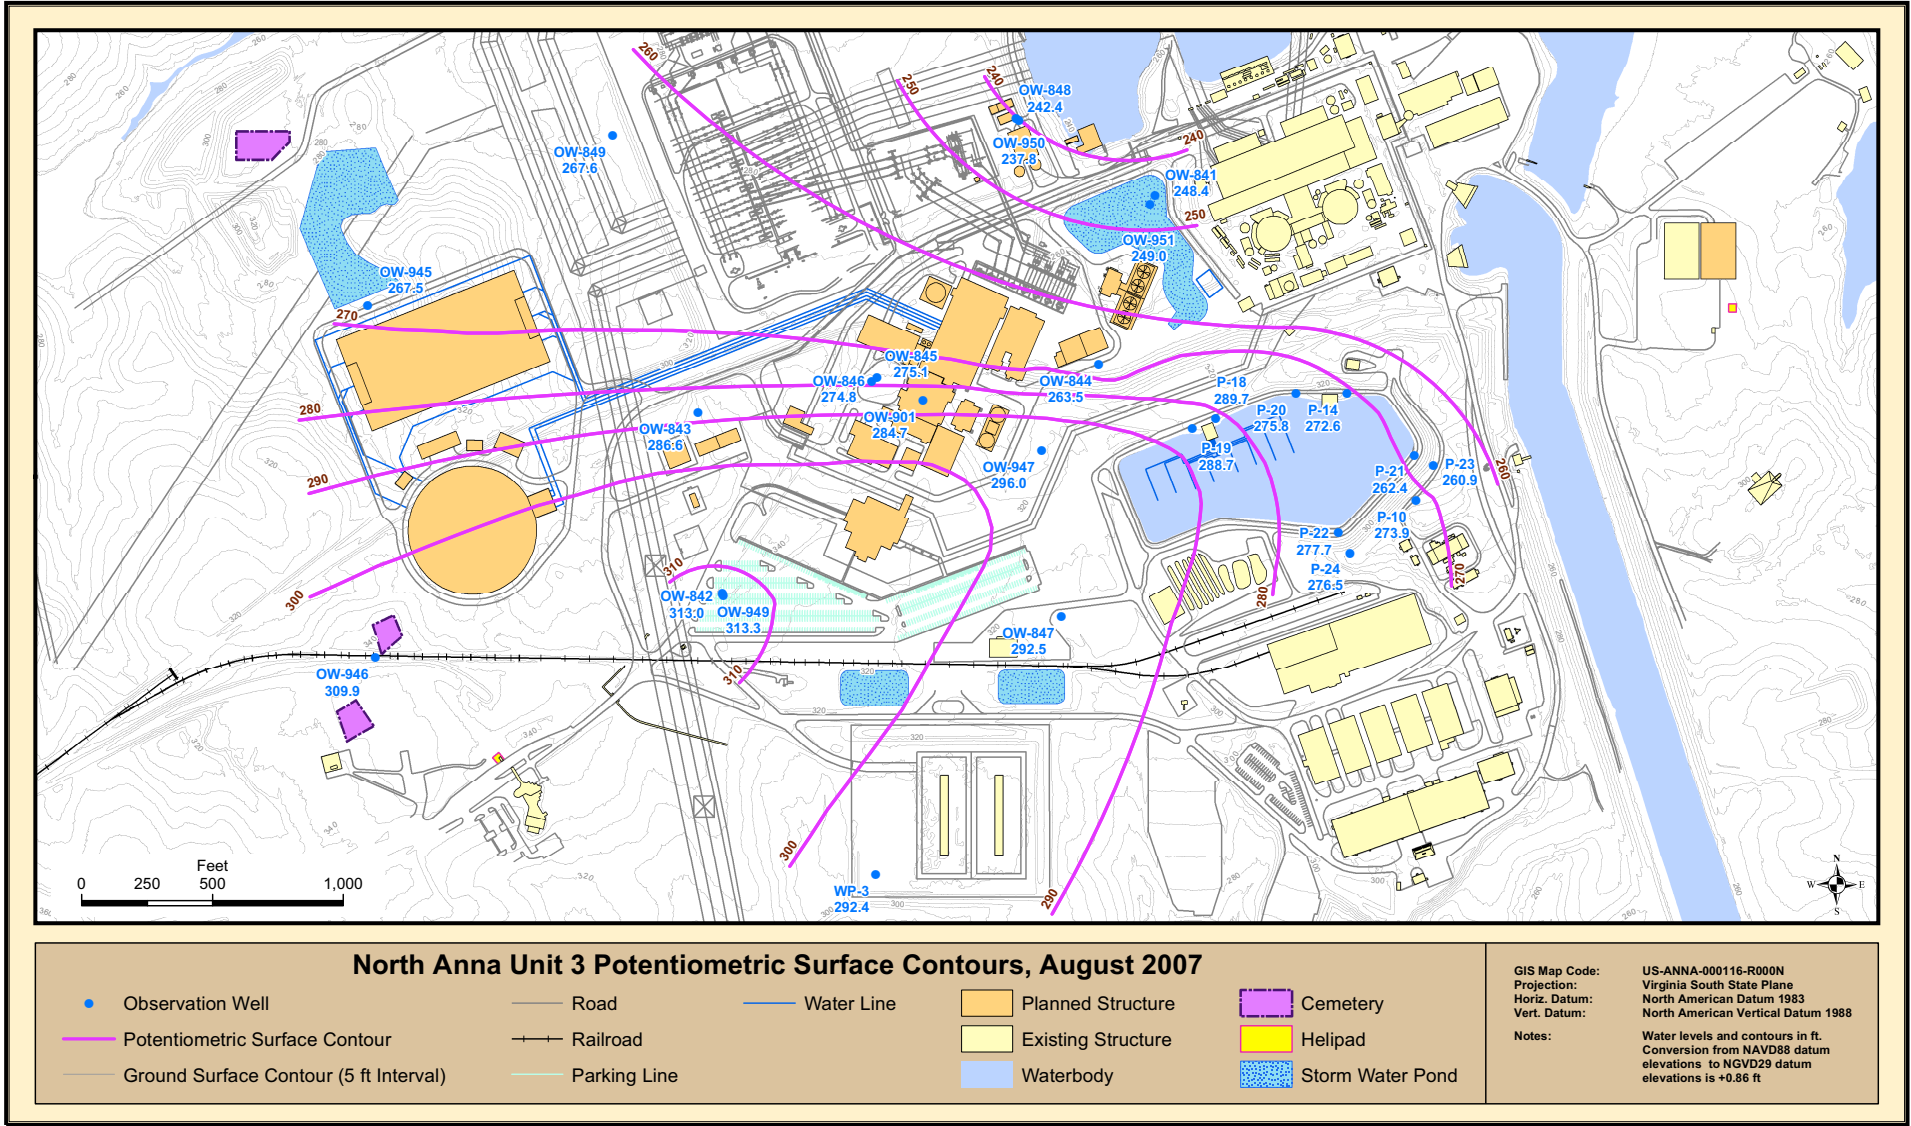 260
250
240
OW-848
242.4
OW-849
267.6
OW-950
237.8
240
OW-841
248.4
250
OW-951
249.0
OW-945
267.5
270
OW-845
275.1
OW-846
274.8
OW-844
263.5
P-18
289.7
P-20
275.8
P-14
272.6
280
OW-901
284.7
OW-843
286.6
P-19
288.7
OW-947
296.0
P-21
262.4
P-23
260.9
260
290
P-10
273.9
P-22
277.7
P-24
276.5
270
280
300
310
OW-842
313.0
OW-949
313.3
OW-847
292.5
310
OW-946
309.9
300
WP-3
292.4
290
Feet
0 250 500 1,000
N
W E
S
North Anna Unit 3 Potentiometric Surface Contours, August 2007
Observation Well
Potentiometric Surface Contour
Ground Surface Contour (5 ft Interval)
Road
Railroad
Parking Line
Water Line
Planned Structure
Existing Structure
Waterbody
Cemetery
Helipad
Storm Water Pond
GIS Map Code: US-ANNA-000116-R000N
Projection: Virginia South State Plane
Horiz. Datum: North American Datum 1983
Vert. Datum: North American Vertical Datum 1988
Notes: Water levels and contours in ft.
Conversion from NAVD88 datum
elevations to NGVD29 datum
elevations is +0.86 ft